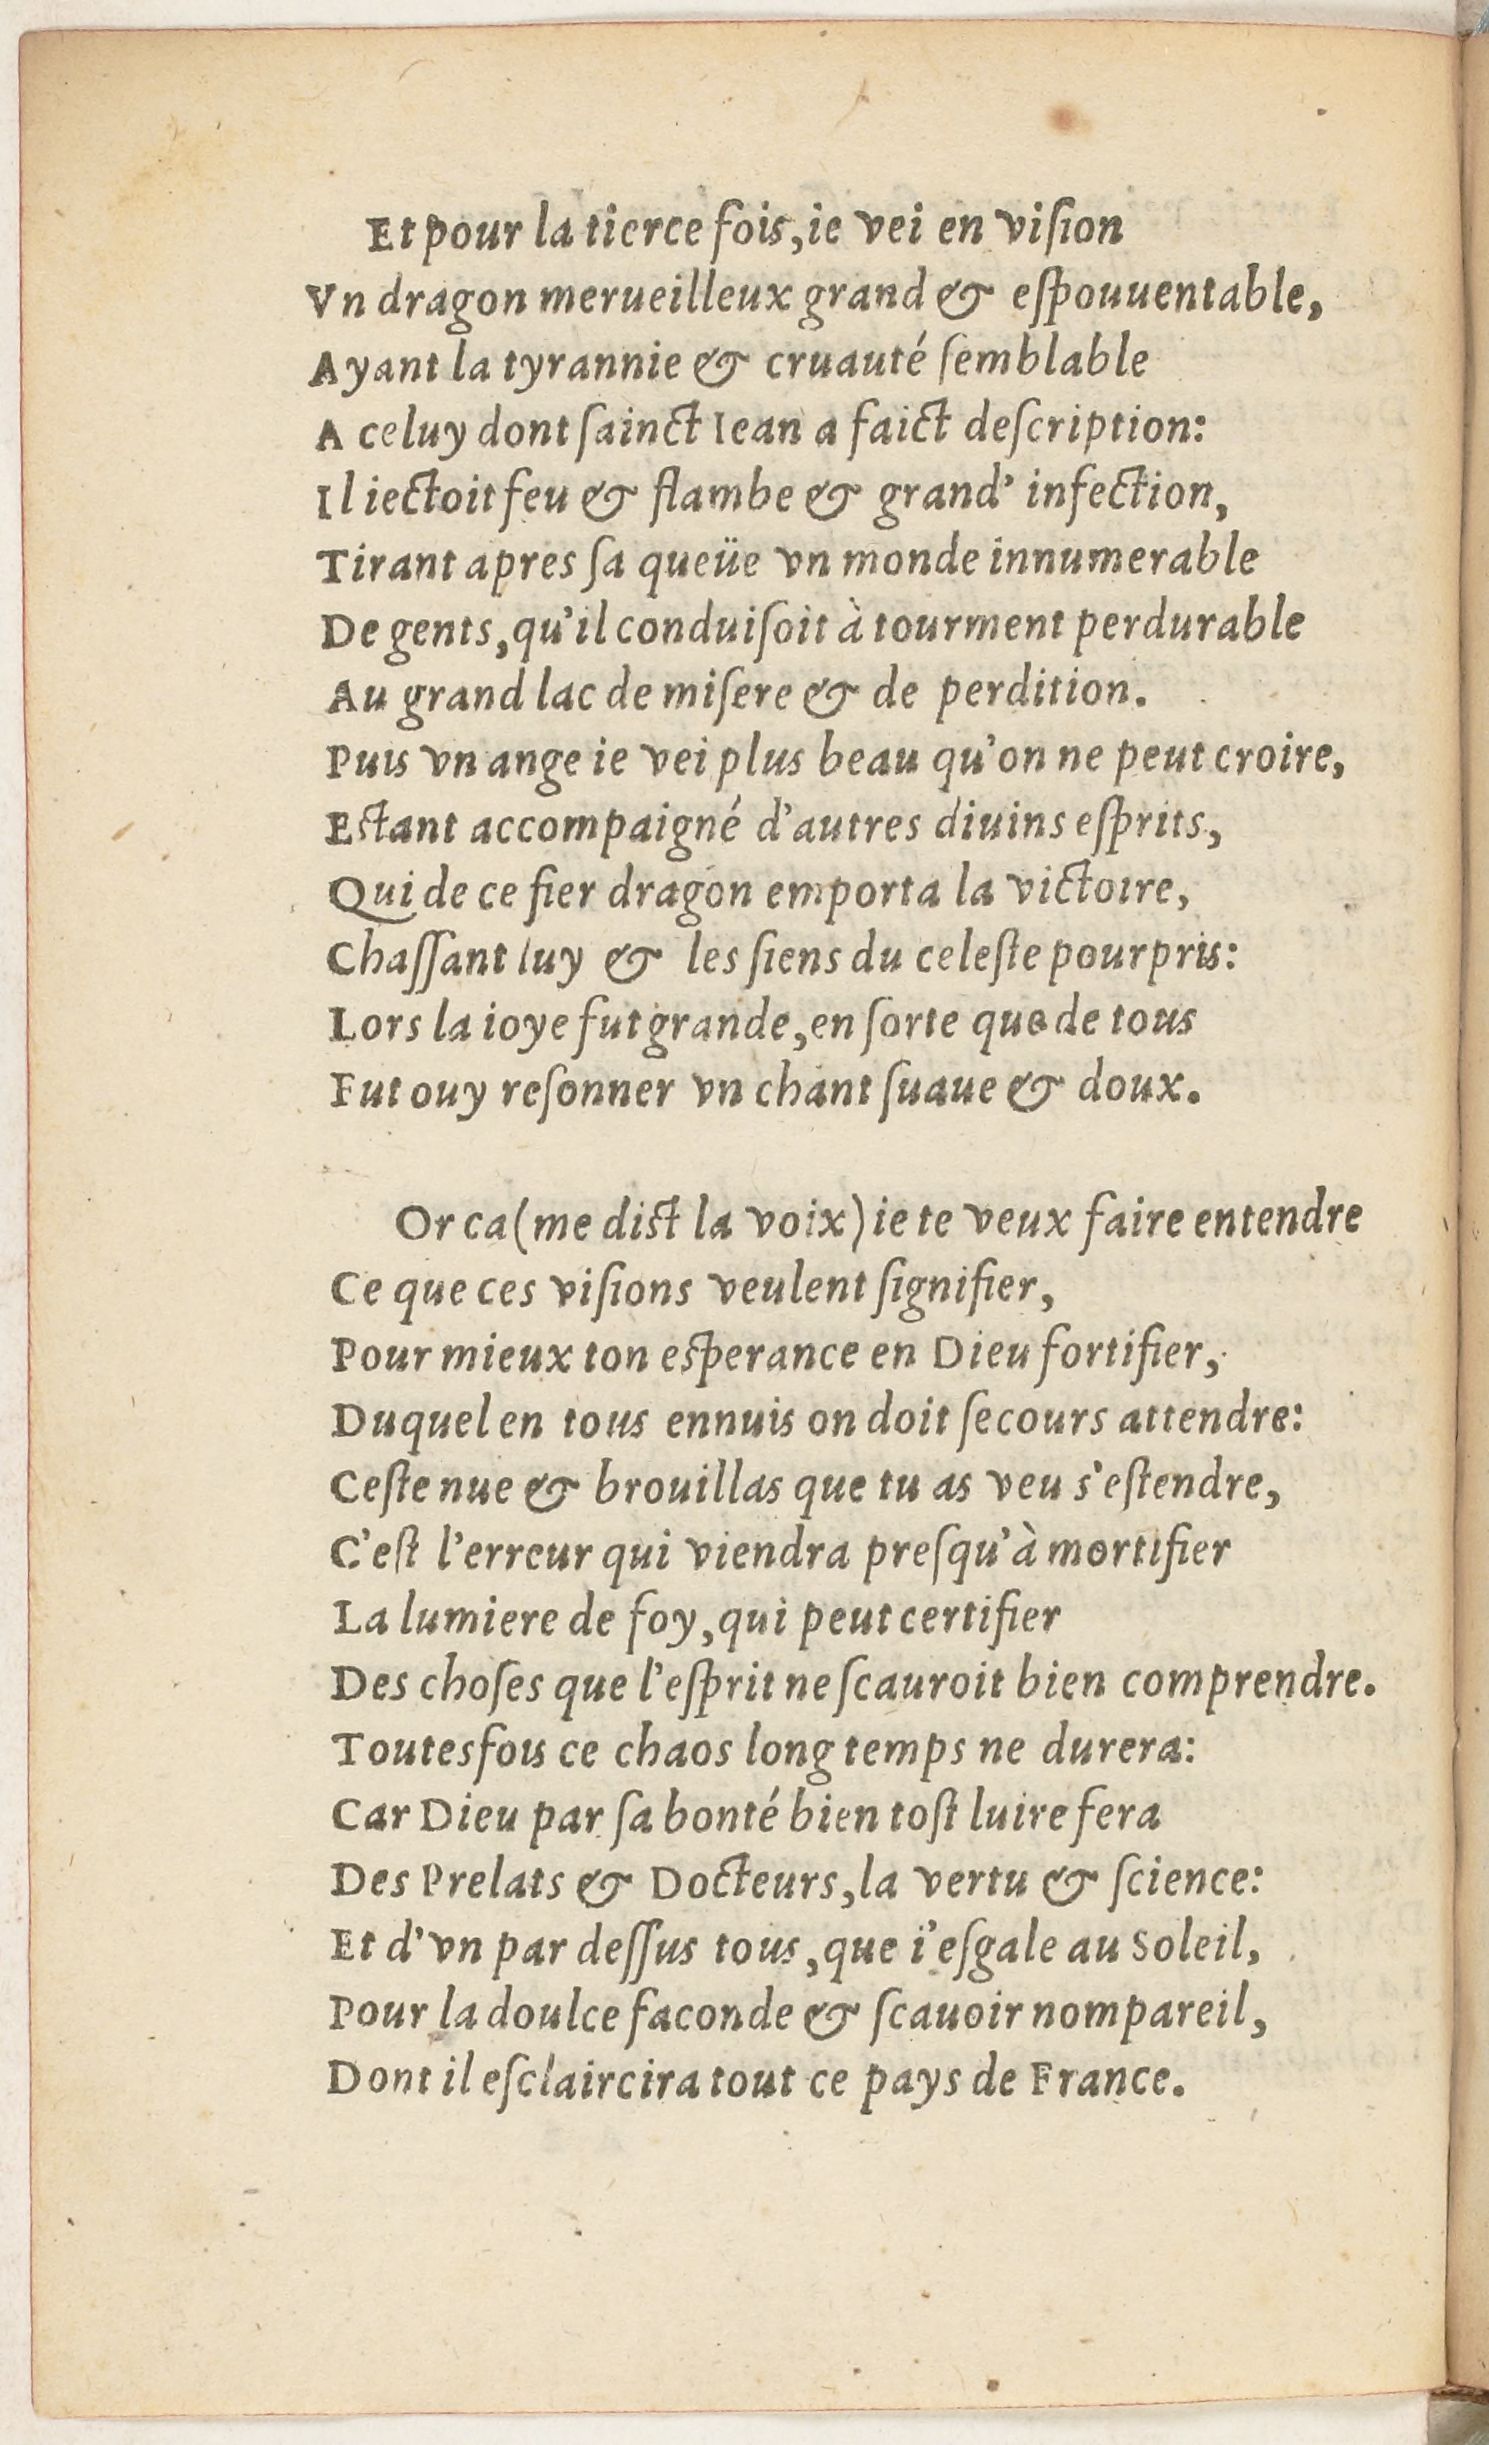 Et pour la tierce fois, ie vei en viſion
Vn dragon merueilleux grand & eſpouuentable,
Ayant la tyrannie & cruauté ſemblable
A celuy dont ſainct Iean a faict deſcription:
Il iectoit feu & flambe & grand' infection,
Tirant apres ſa queüe vn monde innumerable
De gents, qu'il conduiſoit à tourment perdurable
Au grand lac de miſere & de perdition.
Puis vn ange ie vei plus beau qu'on ne peut croire,
Estant accompaigné d'autres diuins eſprits,
Qui de ce fier dragon emporta la victoire,
Chaſſant luy & les ſiens du celeſte pourpris:
Lors la ioye fut grande, en ſorte que de tous
Fut ouy reſonner vn chant ſuaue & doux.

Or ca (me dist la voix) ie te veux faire entendre
Ce que ces viſions veulent ſignifier,
Pour mieux ton esperance en Dieu fortifier,
Duquel en tous ennuis on doit ſecours attendre:
Ceſte nue & brouillas que tu as veu s'eſtendre,
C'eſt l'erreur qui viendra preſqu'à mortifier
La lumiere de foy, qui peut certifier
Des choſes que l'eſprit ne ſcauroit bien comprendre.
Toutesfois ce chaos long temps ne durera:
Car Dieu par ſa bonté bien toſt luire fera
Des Prelats & Docteurs, la vertu & ſcience:
Et d'vn par deſſus tous, que i'eſgale au Soleil,
Pour la doulce faconde & ſcauoir nompareil,
Dont il eſclaircira tout ce pays de France.